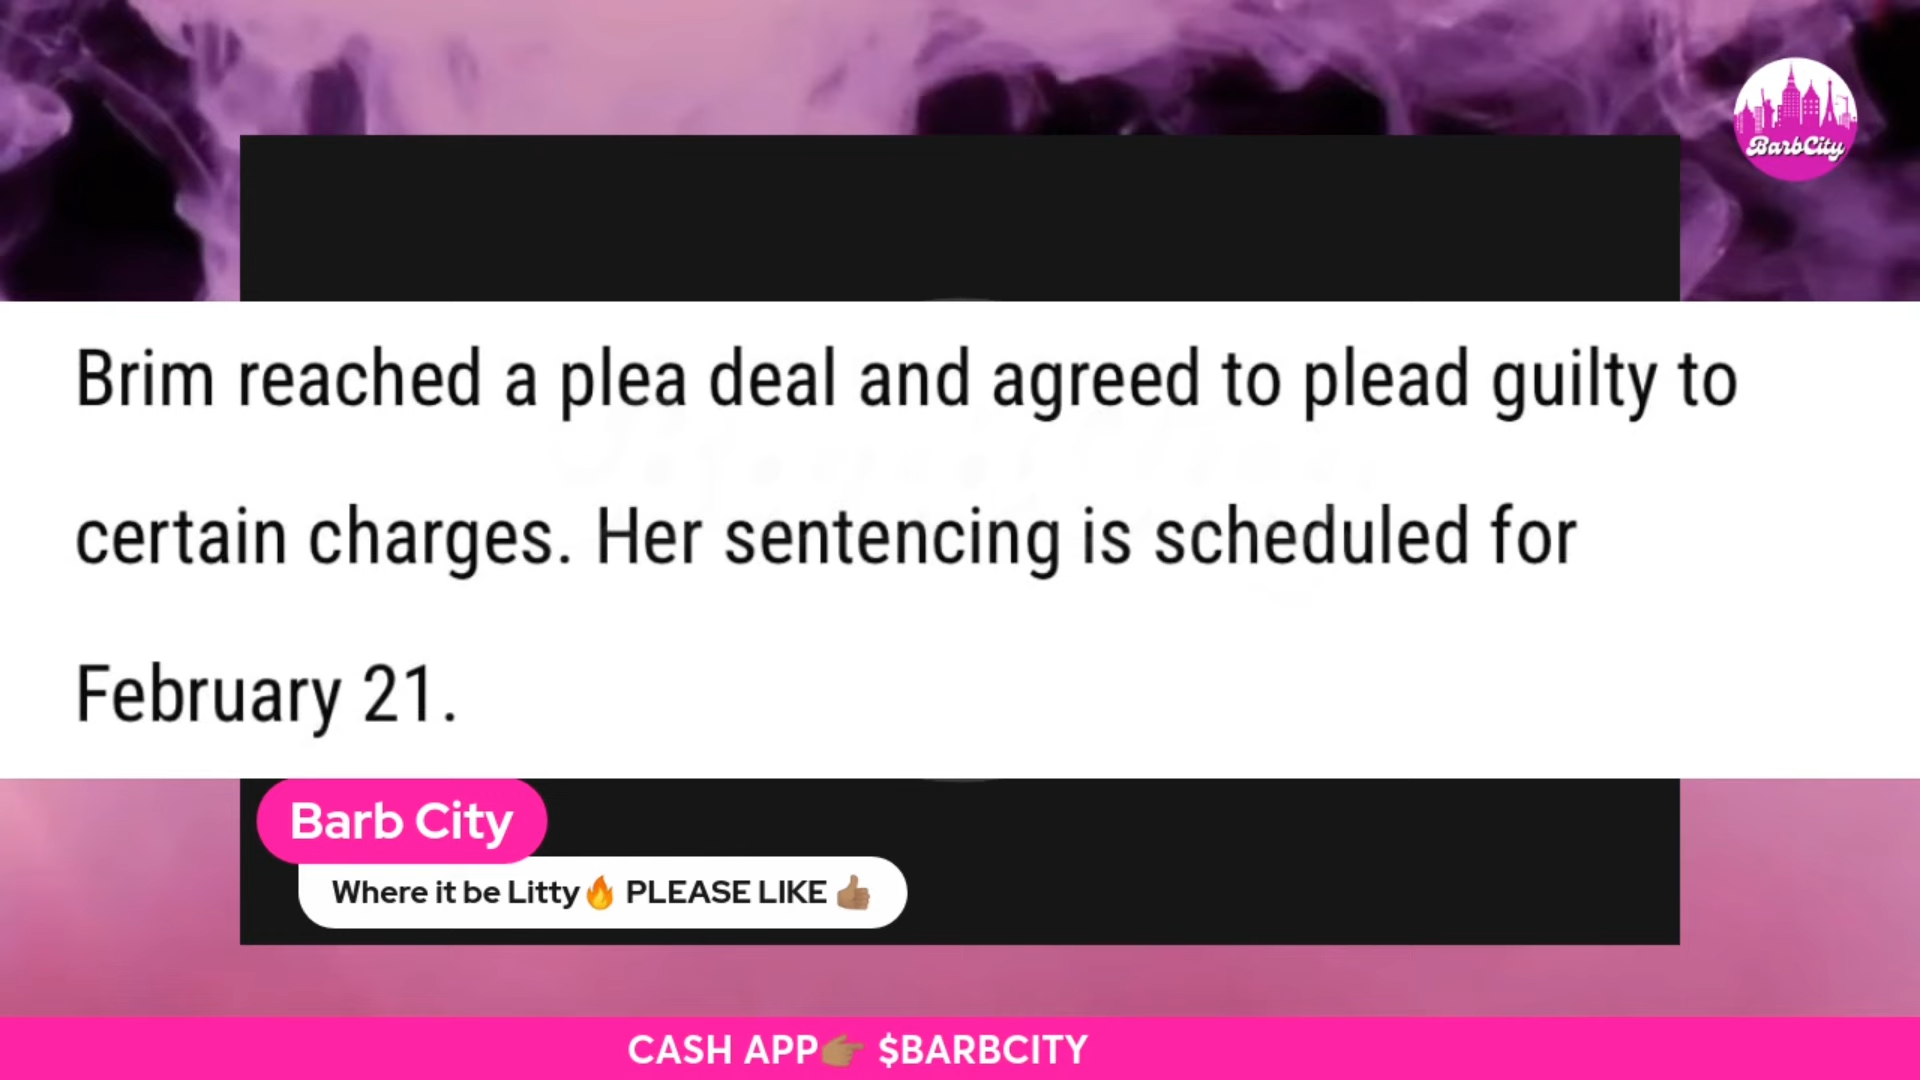 BarbCity
Brim reached a plea deal and agreed to plead guilty to
certain charges. Her sentencing is scheduled for
February 21.
Barb City
Where it be Litty🔥 PLEASE LIKE 👍🏽
CASH APP👉🏽 $BARBCITY